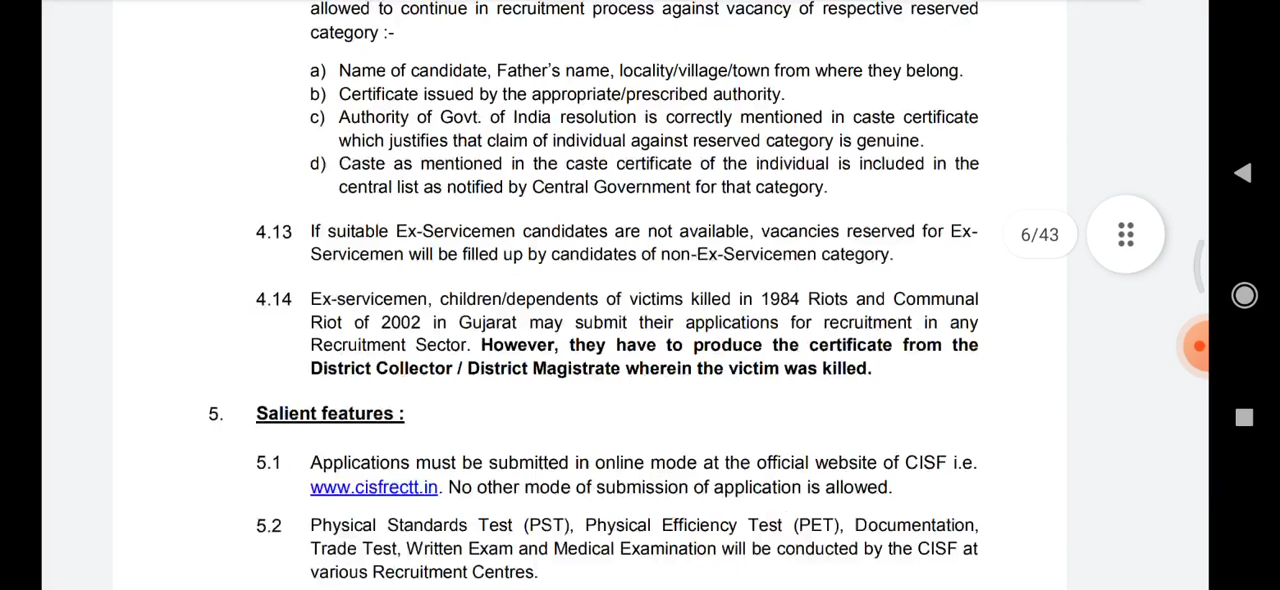 allowed to continue in recruitment process against vacancy of respective reserved
category :-
a) Name of candidate, Father's name, locality/village/town from where they belong.
b) Certificate issued by the appropriate/prescribed authority.
c) Authority of Govt. of India resolution is correctly mentioned in caste certificate
which justifies that claim of individual against reserved category is genuine.
d) Caste as mentioned in the caste certificate of the individual is included in the
central list as notified by Central Government for that category.
4.13 If suitable Ex-Servicemen candidates are not available, vacancies reserved for Ex-
Servicemen will be filled up by candidates of non-Ex-Servicemen category.
6/43
4.14 Ex-servicemen, children/dependents of victims killed in 1984 Riots and Communal
Riot of 2002 in Gujarat may submit their applications for recruitment in any
Recruitment Sector. However, they have to produce the certificate from the
District Collector / District Magistrate wherein the victim was killed.
5. Salient features :
5.1 Applications must be submitted in online mode at the official website of CISF i.e.
www.cisfrectt.in. No other mode of submission of application is allowed.
5.2 Physical Standards Test (PST), Physical Efficiency Test (PET), Documentation,
Trade Test, Written Exam and Medical Examination will be conducted by the CISF at
various Recruitment Centres.